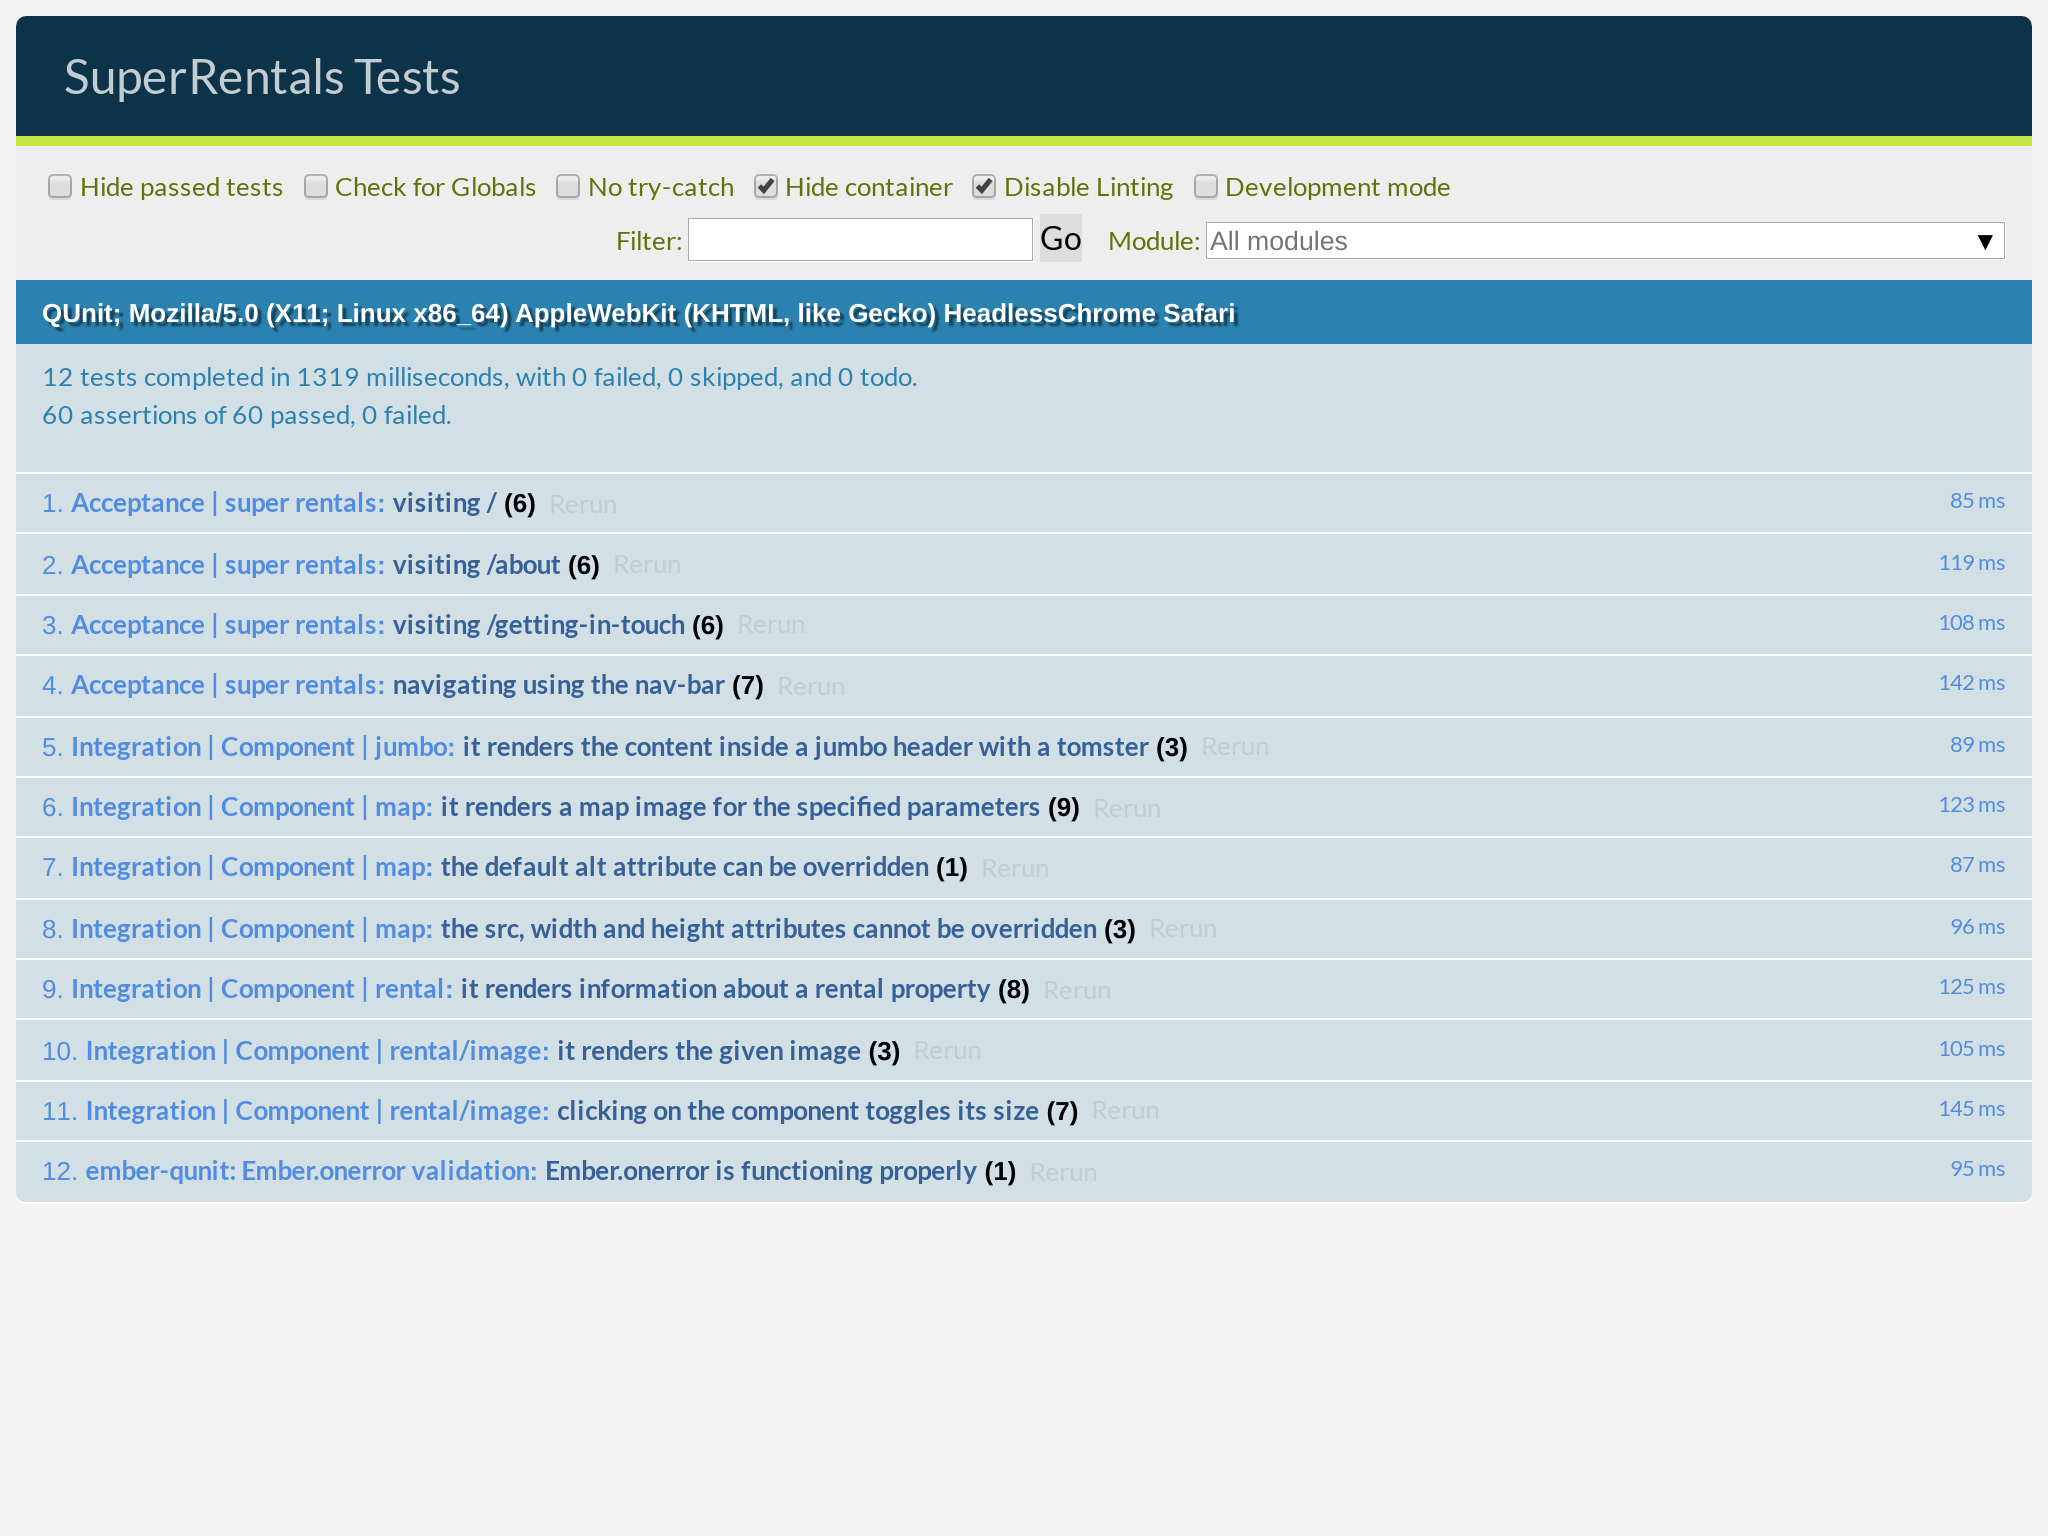 SuperRentals Tests
Hide passed tests Check for Globals No try-catch Hide container Disable Linting Development mode
Filter: Go Module: All modules ▼
QUnit; Mozilla/5.0 (X11; Linux x86_64) AppleWebKit (KHTML, like Gecko) HeadlessChrome Safari
12 tests completed in 1319 milliseconds, with 0 failed, 0 skipped, and 0 todo.
60 assertions of 60 passed, 0 failed.
1. Acceptance | super rentals: visiting / (6) Rerun 85 ms
2. Acceptance | super rentals: visiting /about (6) Rerun 119 ms
3. Acceptance | super rentals: visiting /getting-in-touch (6) Rerun 108 ms
4. Acceptance | super rentals: navigating using the nav-bar (7) Rerun 142 ms
5. Integration | Component | jumbo: it renders the content inside a jumbo header with a tomster (3) Rerun 89 ms
6. Integration | Component | map: it renders a map image for the specified parameters (9) Rerun 123 ms
7. Integration | Component | map: the default alt attribute can be overridden (1) Rerun 87 ms
8. Integration | Component | map: the src, width and height attributes cannot be overridden (3) Rerun 96 ms
9. Integration | Component | rental: it renders information about a rental property (8) Rerun 125 ms
10. Integration | Component | rental/image: it renders the given image (3) Rerun 105 ms
11. Integration | Component | rental/image: clicking on the component toggles its size (7) Rerun 145 ms
12. ember-qunit: Ember.onerror validation: Ember.onerror is functioning properly (1) Rerun 95 ms